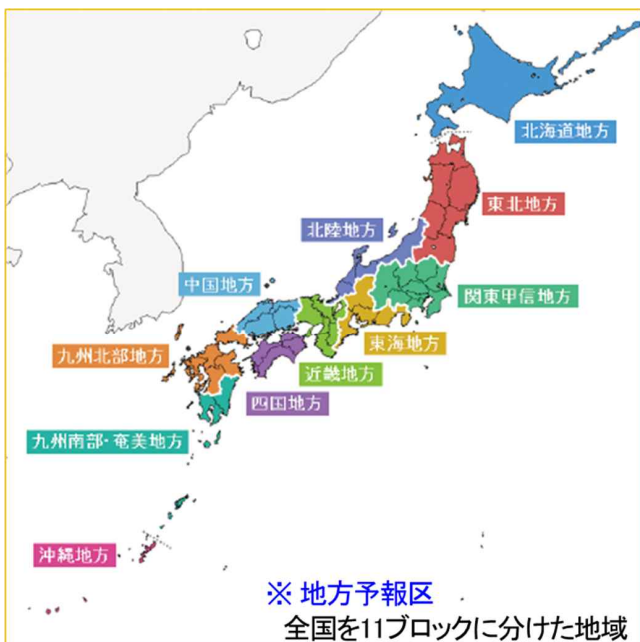 北海道地方
東北地方
北陸地方
中国地方
関東甲信地方
東海地方
九州北部地方
近畿地方
四国地方
九州南部・奄美地方
沖縄地方
※ 地方予報区
全国を11ブロックに分けた地域